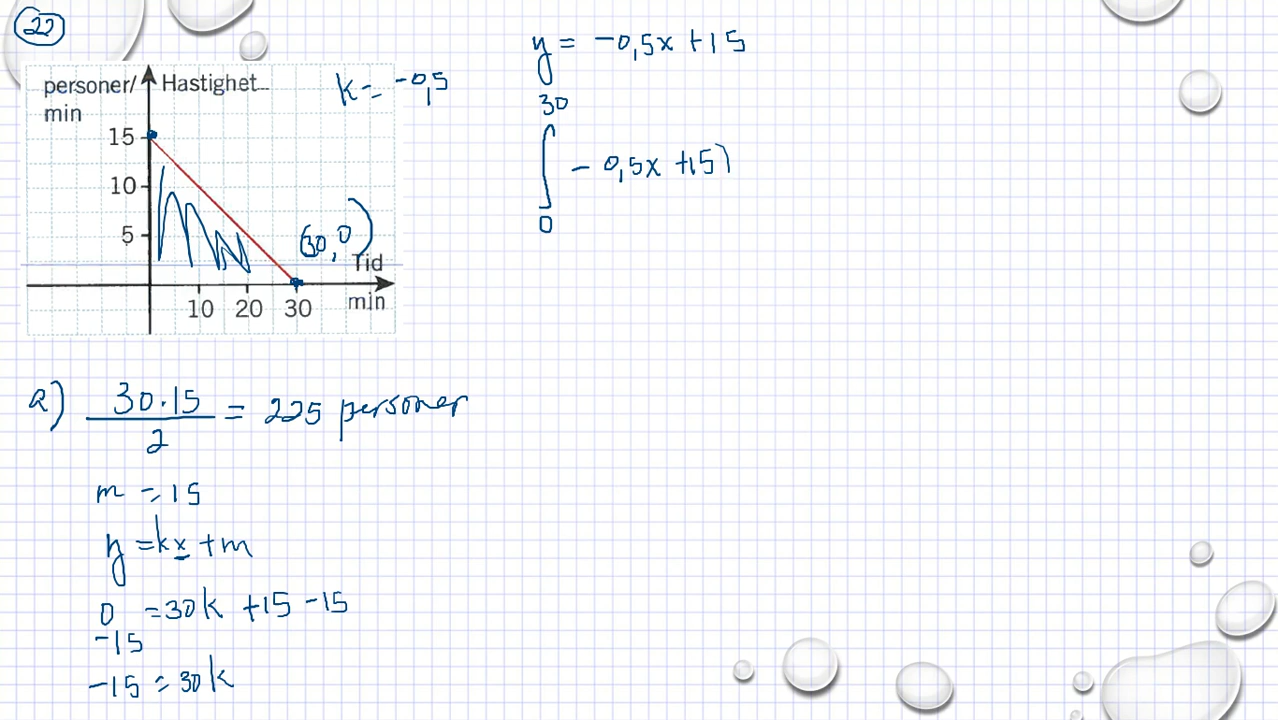 22
personer/ Hastighet
min
k = -0,5
15
10
5
(30,0)
Tid
10 20 30 min
a) 30·15 / 2 = 225 personer
m = 15
y = kx + m
0 = 30k + 15 - 15
-15
-15 = 30k
y = -0,5x + 15
30
∫ - 0,5x + 15)
0